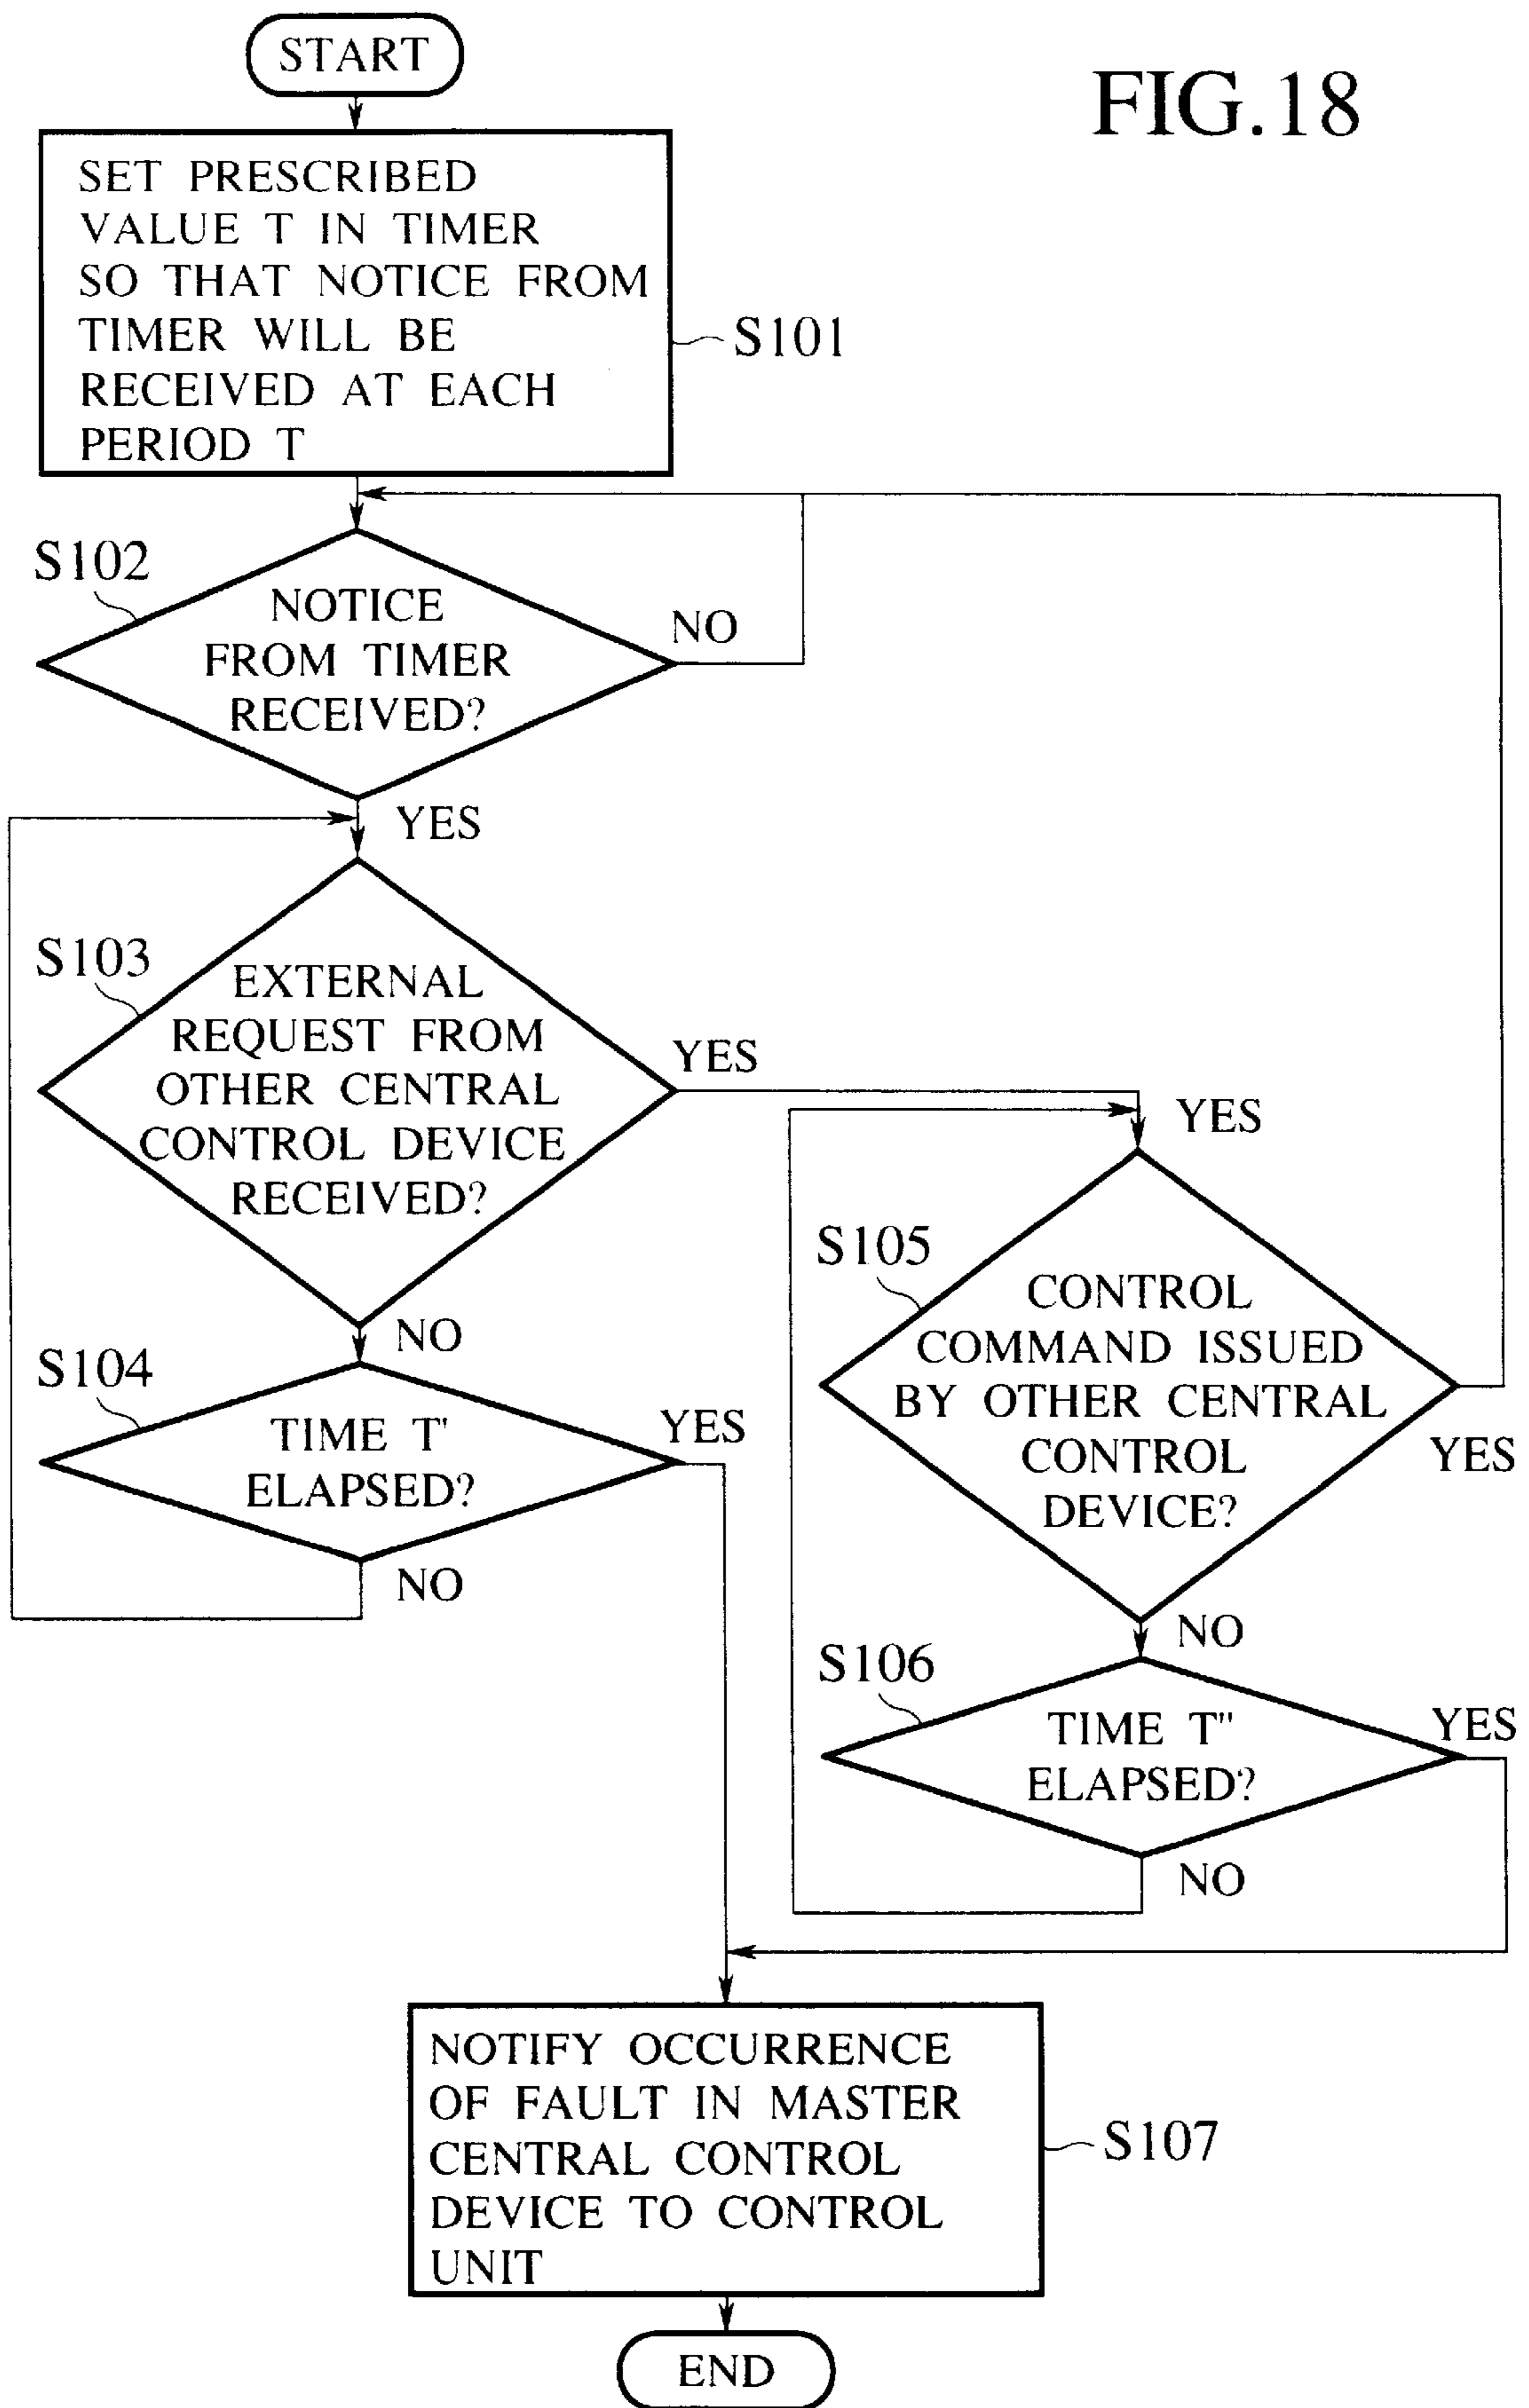 START
FIG.18
SET PRESCRIBED
VALUE T IN TIMER
SO THAT NOTICE FROM
TIMER WILL BE
RECEIVED AT EACH
PERIOD T
S101
S102
NOTICE
FROM TIMER
RECEIVED?
NO
YES
S103
EXTERNAL
REQUEST FROM
OTHER CENTRAL
CONTROL DEVICE
RECEIVED?
YES
NO
S104
TIME T'
ELAPSED?
YES
NO
YES
S105
CONTROL
COMMAND ISSUED
BY OTHER CENTRAL
CONTROL
DEVICE?
YES
NO
S106
TIME T"
ELAPSED?
YES
NO
NOTIFY OCCURRENCE
OF FAULT IN MASTER
CENTRAL CONTROL
DEVICE TO CONTROL
UNIT
S107
END